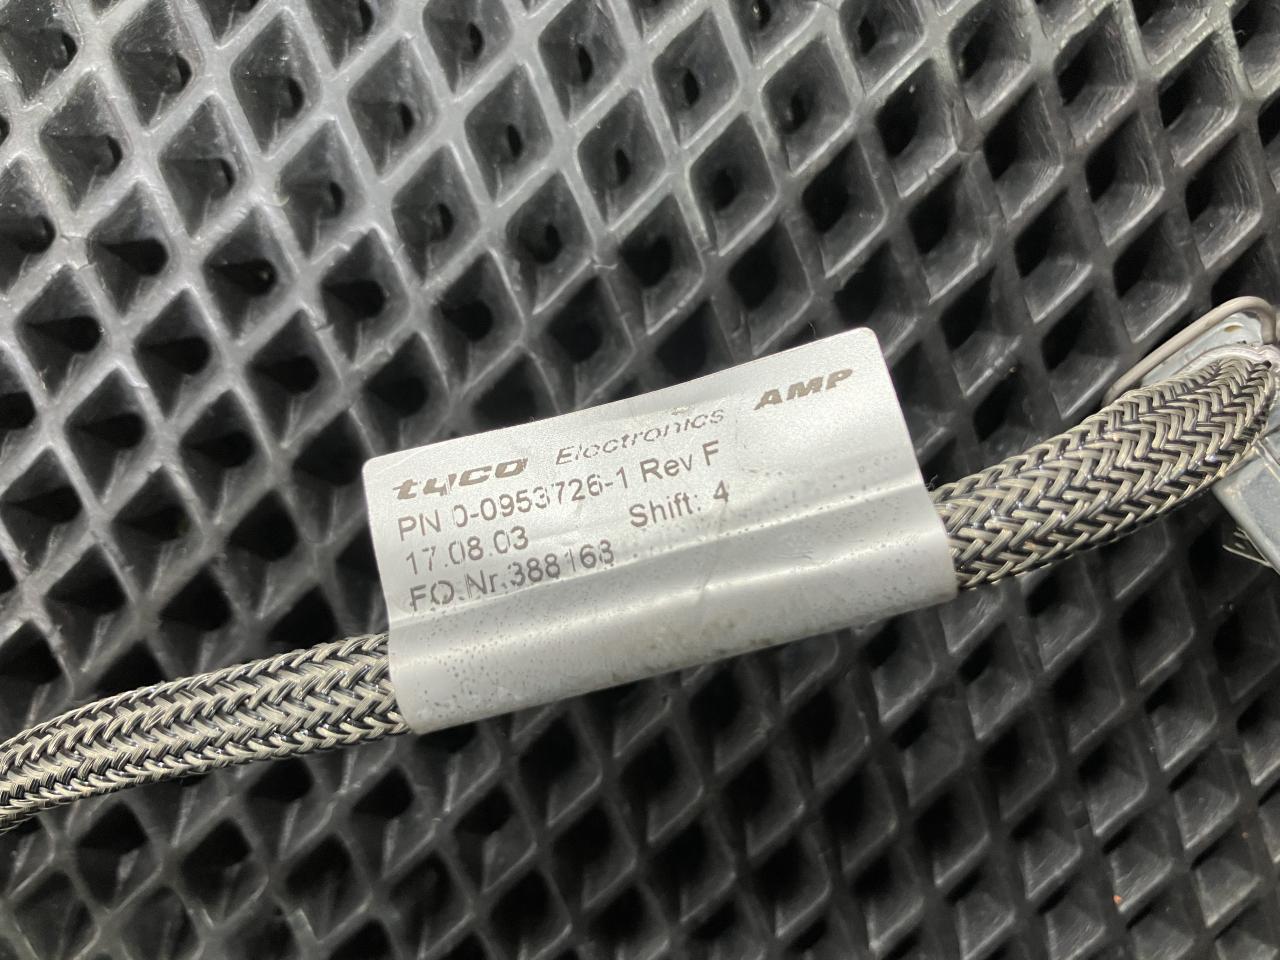 tyco Electronics AMP
PN 0-0953726-1 Rev F
17.08.03 Shift: 4
FO.Nr.388163